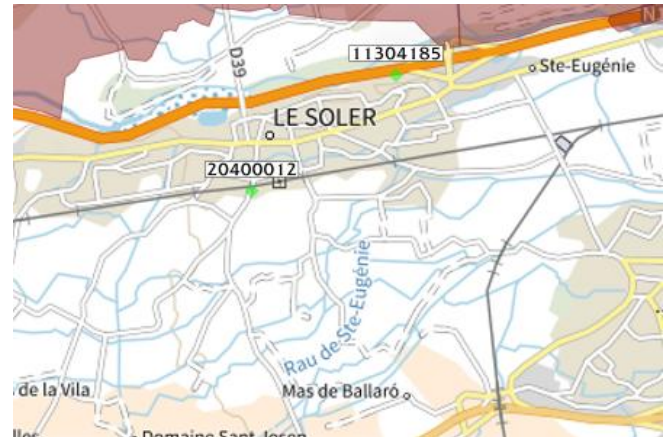 N
11304185
D39
Ste-Eugénie
LE SOLER
20400012
Rau de Ste-Eugénie
de la Vila
Mas de Ballaró
Domaine Sant-Josep
lles